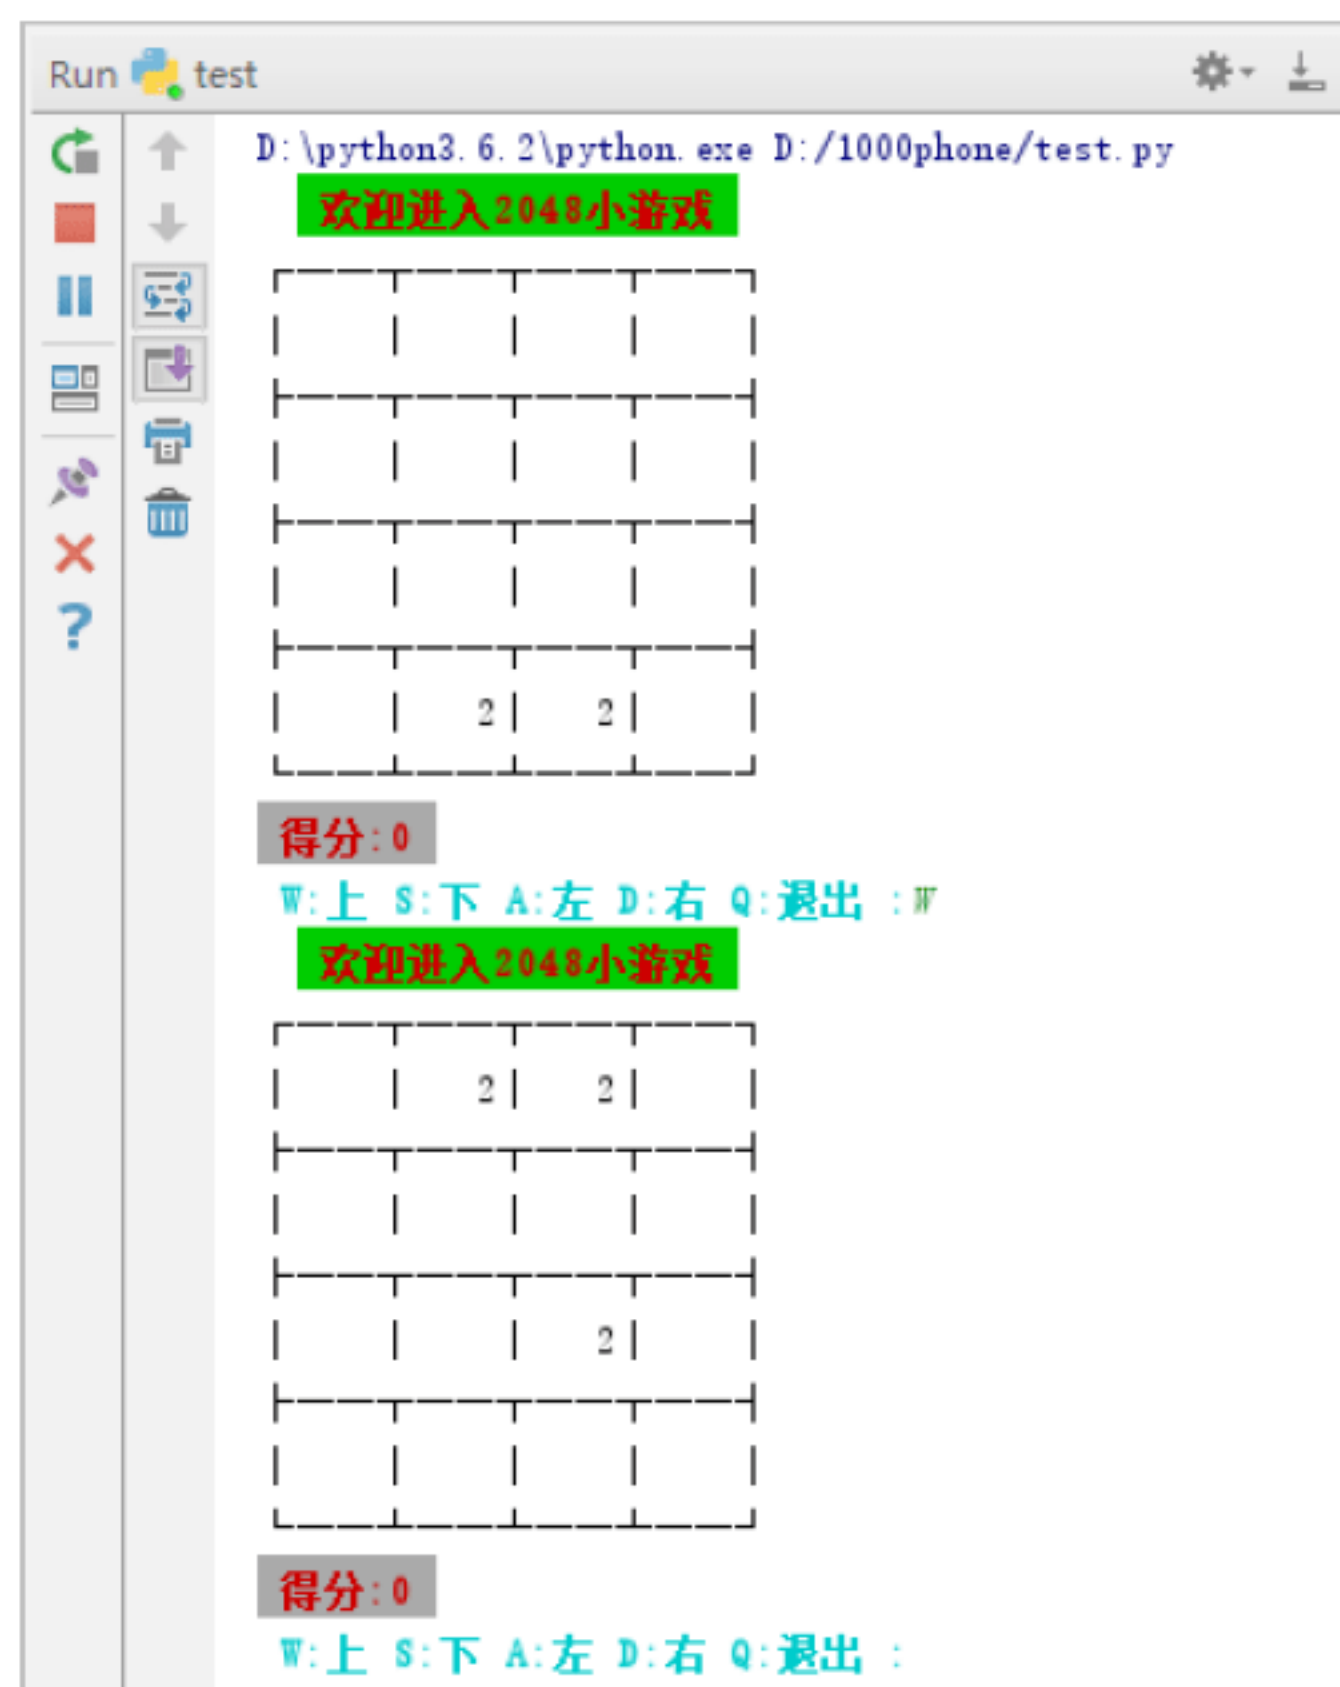 Run test
D:\python3.6.2\python.exe D:/1000phone/test.py
欢迎进入2048小游戏
2 2
得分:0
W:上 S:下 A:左 D:右 Q:退出 :W
欢迎进入2048小游戏
2 2
2
得分:0
W:上 S:下 A:左 D:右 Q:退出 :